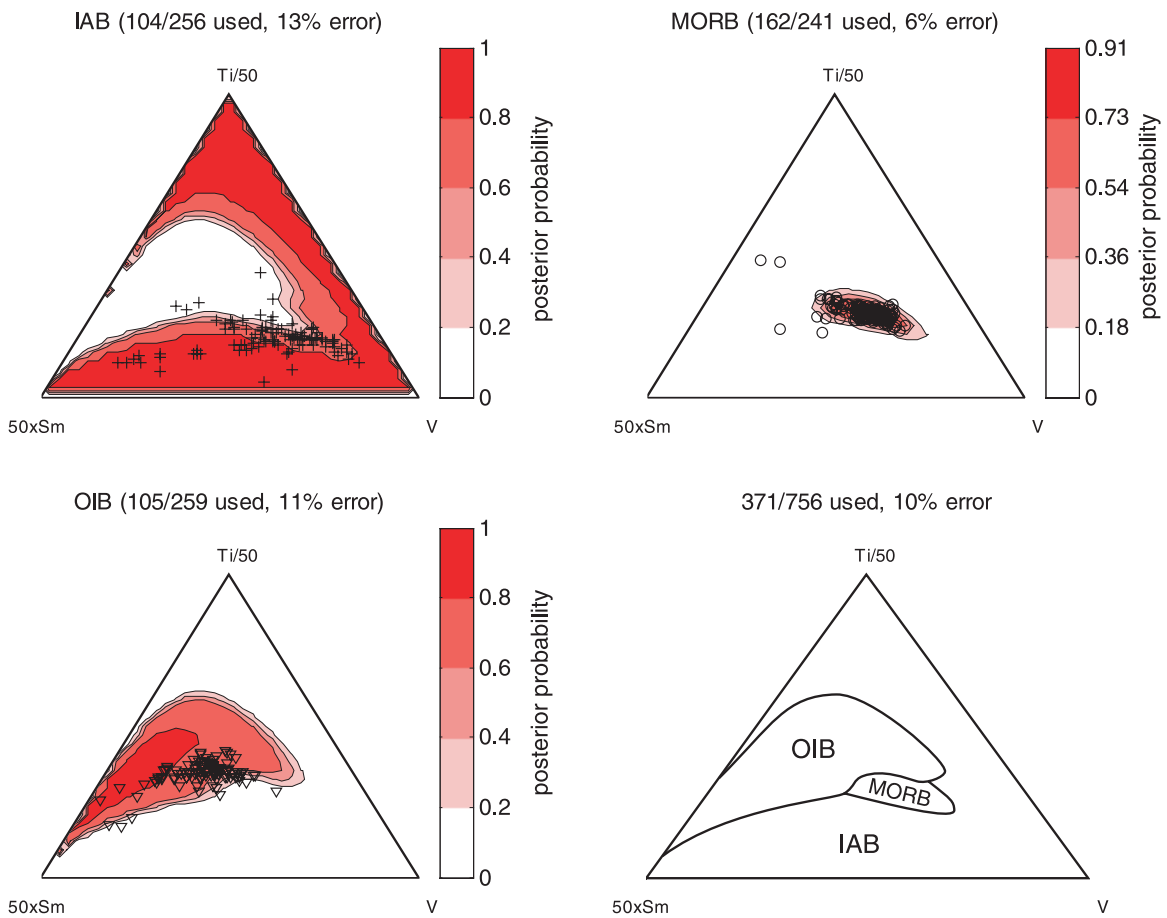 IAB (104/256 used, 13% error)
Ti/50
50xSm
V
1
0.8
0.6
0.4
0.2
0
posterior probability
MORB (162/241 used, 6% error)
Ti/50
50xSm
V
0.91
0.73
0.54
0.36
0.18
0
posterior probability
OIB (105/259 used, 11% error)
Ti/50
50xSm
V
1
0.8
0.6
0.4
0.2
0
posterior probability
371/756 used, 10% error
Ti/50
OIB
MORB
IAB
50xSm
V